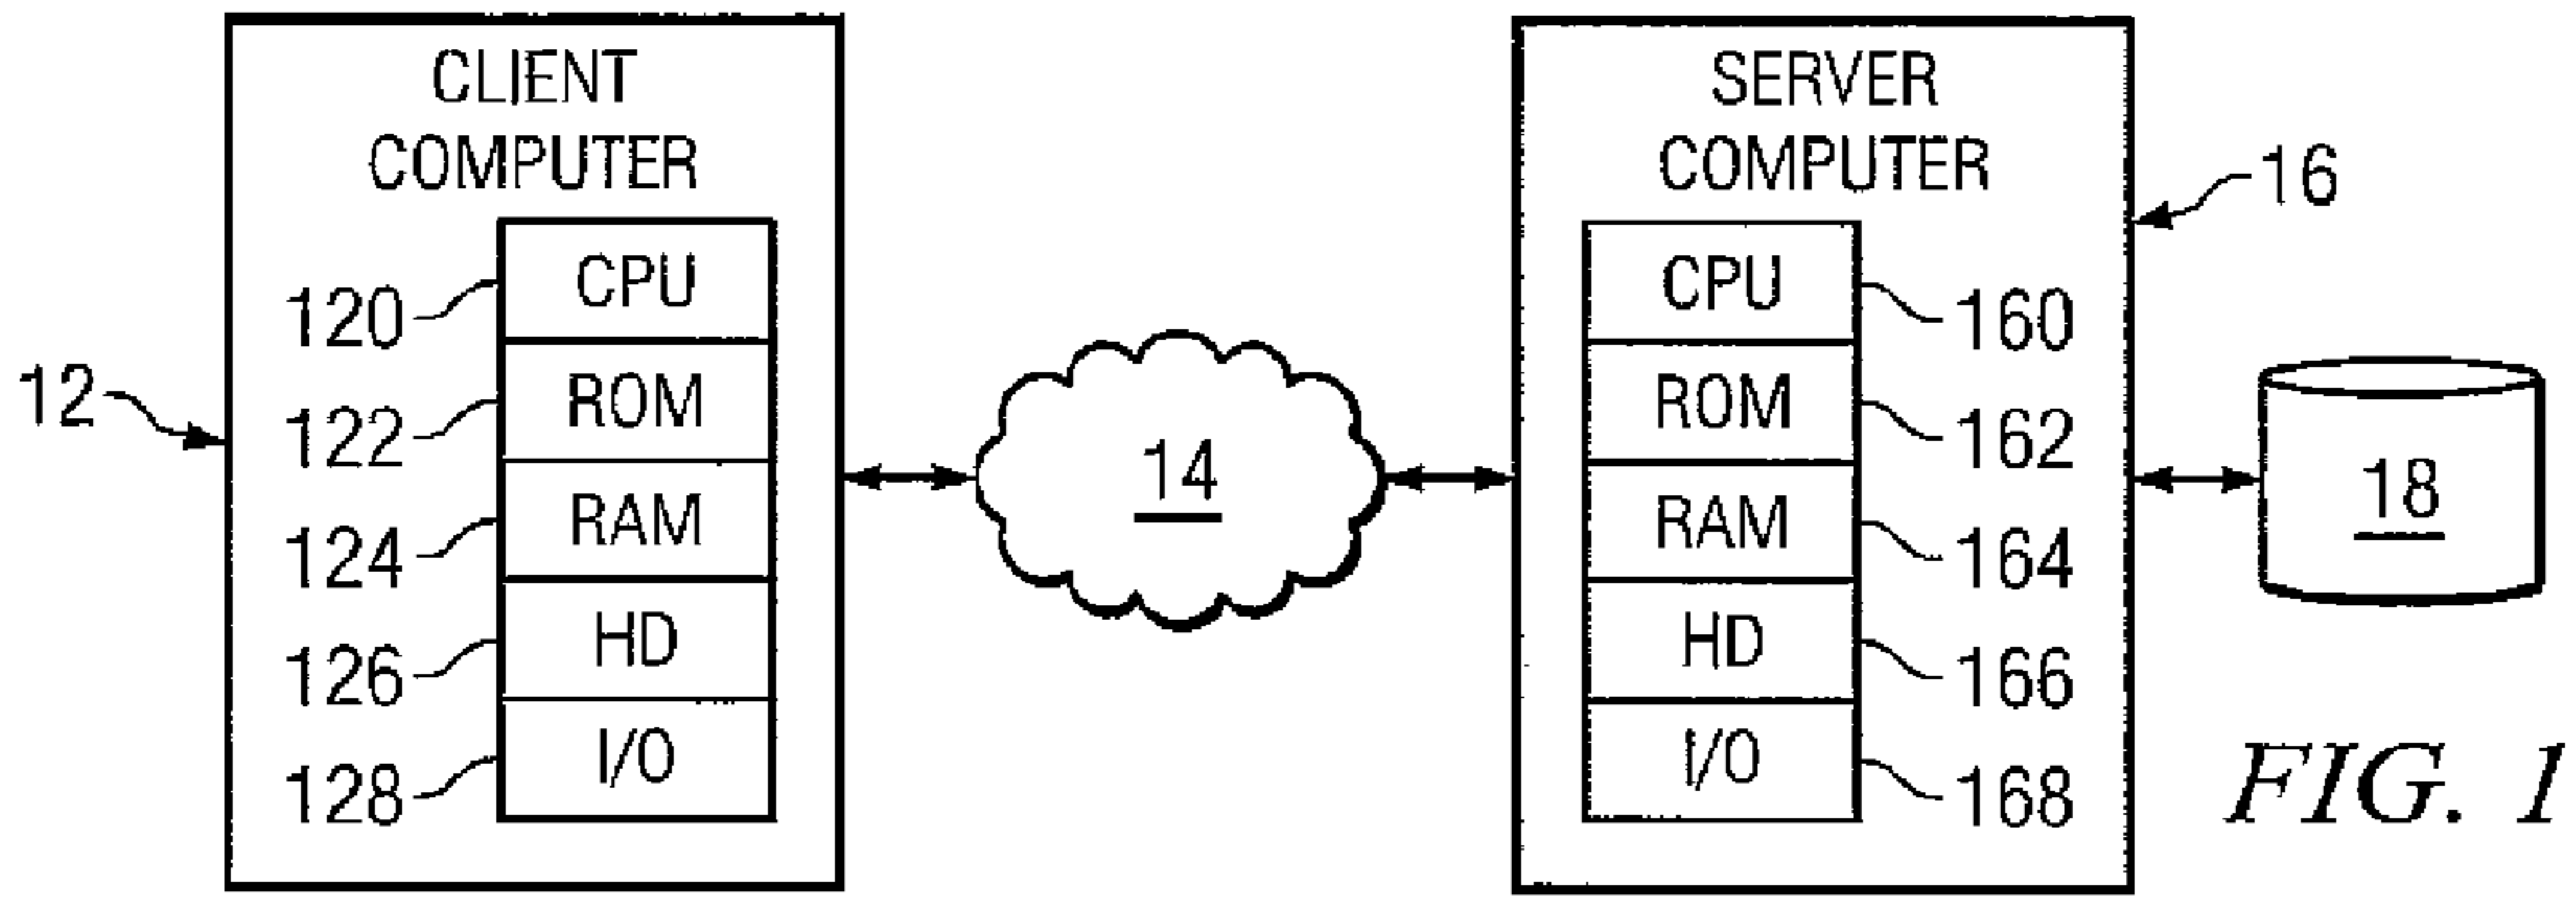 CLIENT
COMPUTER
CPU
ROM
RAM
HD
I/O
120
122
124
126
128
12
14
SERVER
COMPUTER
CPU
ROM
RAM
HD
I/O
160
162
164
166
168
16
18
FIG. 1